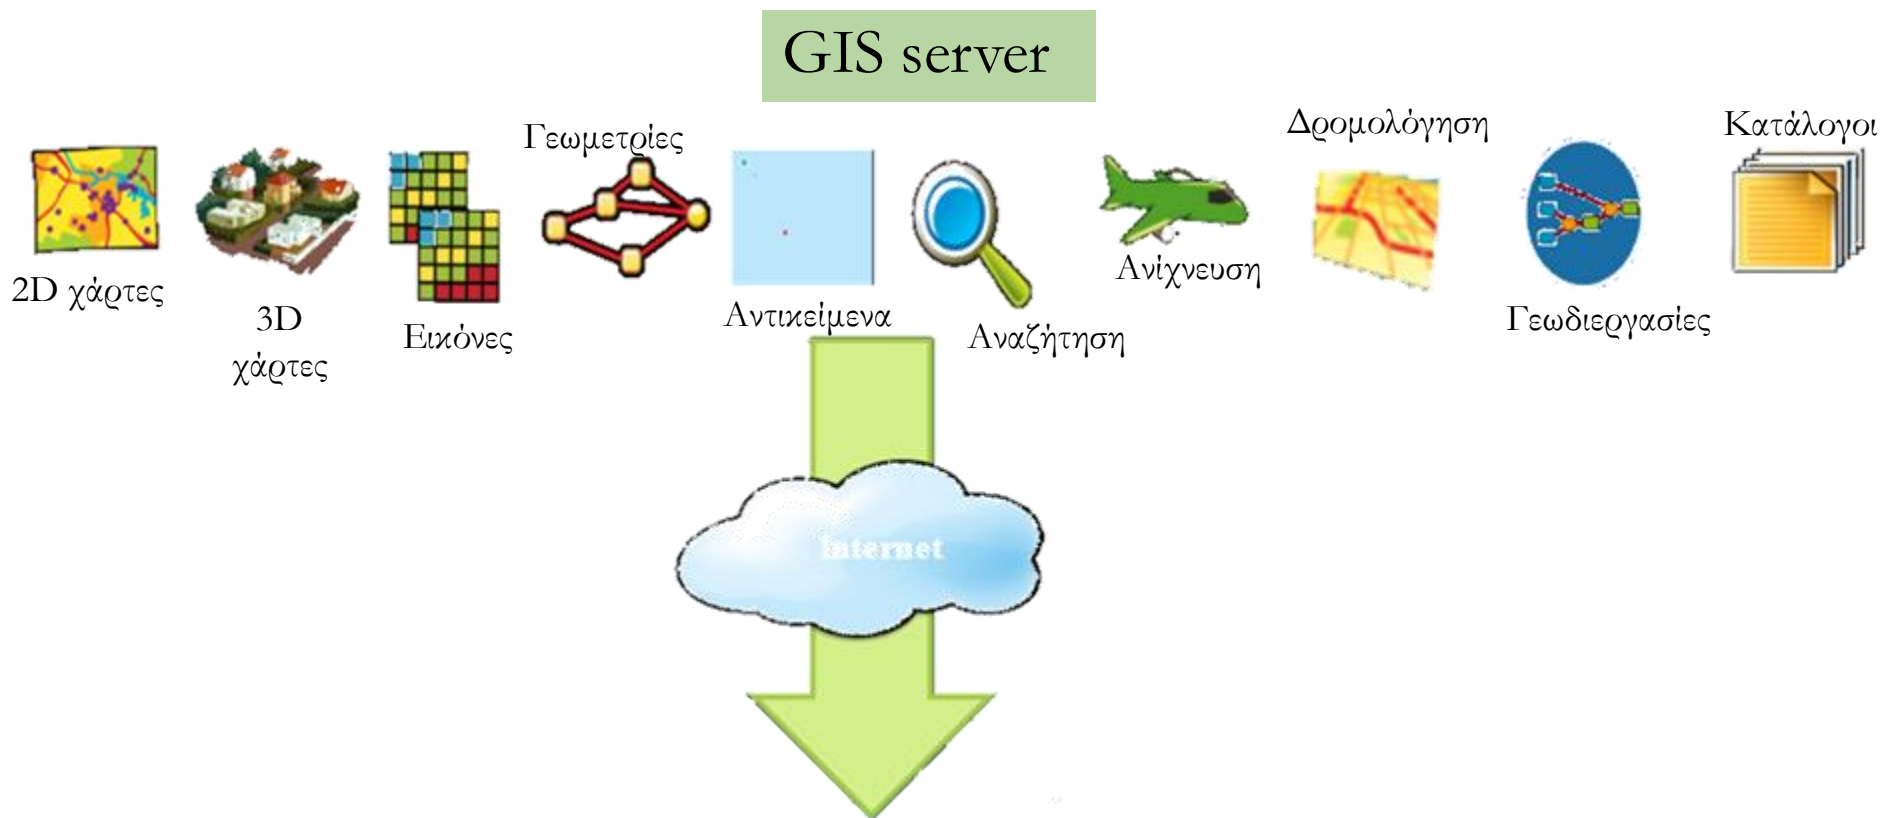 GIS server
2D χάρτες
3D
χάρτες
Εικόνες
Γεωμετρίες
Αντικείμενα
Αναζήτηση
Ανίχνευση
Δρομολόγηση
Γεωδιεργασίες
Κατάλογοι
Internet